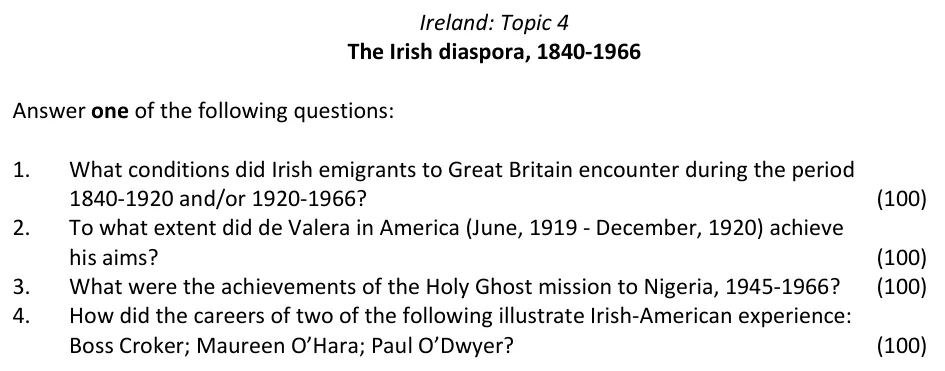 Ireland: Topic 4
The Irish diaspora, 1840-1966
Answer one of the following questions:
1. What conditions did Irish emigrants to Great Britain encounter during the period
1840-1920 and/or 1920-1966? (100)
2. To what extent did de Valera in America (June, 1919 - December, 1920) achieve
his aims? (100)
3. What were the achievements of the Holy Ghost mission to Nigeria, 1945-1966? (100)
4. How did the careers of two of the following illustrate Irish-American experience:
Boss Croker; Maureen O’Hara; Paul O’Dwyer? (100)